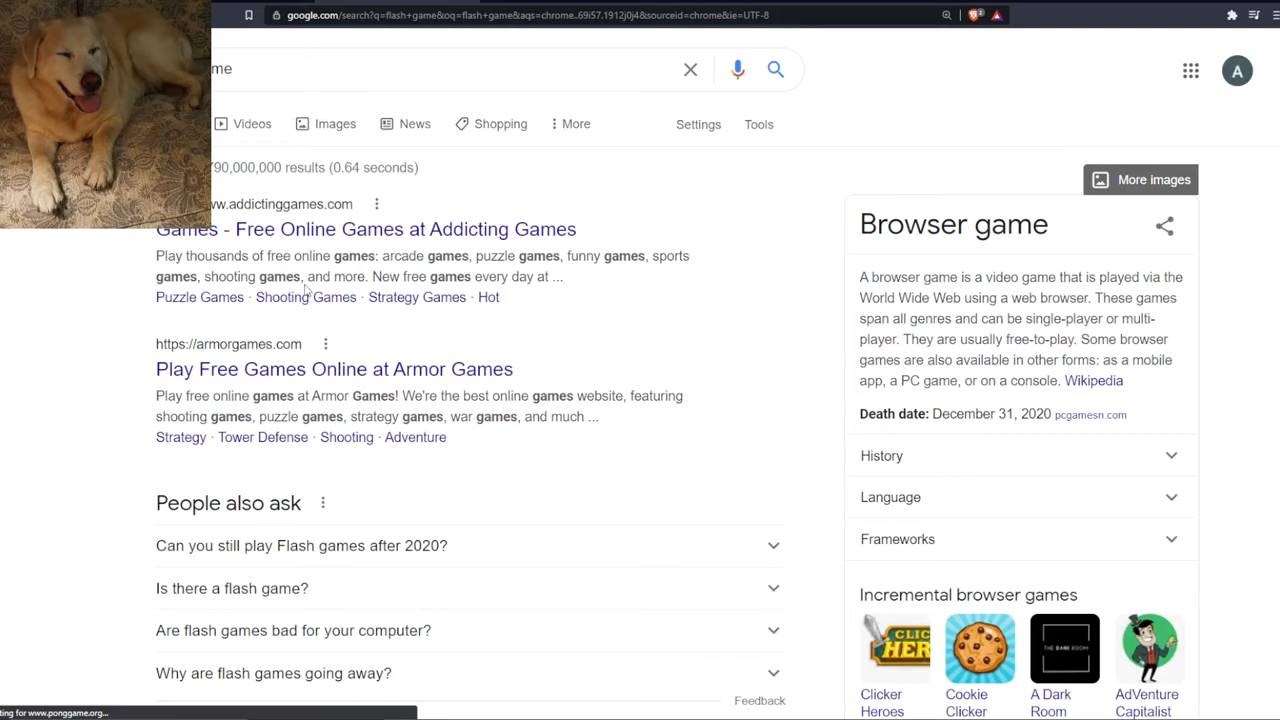 google.com/search?q=flash+game&oq=flash+game&aqs=chrome..69i57.1912j0j4&sourceid=chrome&ie=UTF-8
me
A
Videos
Images
News
Shopping
More
Settings
Tools
90,000,000 results (0.64 seconds)
ww.addictinggames.com
Games - Free Online Games at Addicting Games
Play thousands of free online games: arcade games, puzzle games, funny games, sports
games, shooting games, and more. New free games every day at ...
Puzzle Games · Shooting Games · Strategy Games · Hot
https://armorgames.com
Play Free Games Online at Armor Games
Play free online games at Armor Games! We're the best online games website, featuring
shooting games, puzzle games, strategy games, war games, and much ...
Strategy · Tower Defense · Shooting · Adventure
People also ask
Can you still play Flash games after 2020?
Is there a flash game?
Are flash games bad for your computer?
Why are flash games going away?
Feedback
More images
Browser game
A browser game is a video game that is played via the
World Wide Web using a web browser. These games
span all genres and can be single-player or multi-
player. They are usually free-to-play. Some browser
games are also available in other forms: as a mobile
app, a PC game, or on a console. Wikipedia
Death date: December 31, 2020 pcgamesn.com
History
Language
Frameworks
Incremental browser games
THE DARK ROOM
Clicker
Heroes
Cookie
Clicker
A Dark
Room
AdVenture
Capitalist
ting for www.ponggame.org...